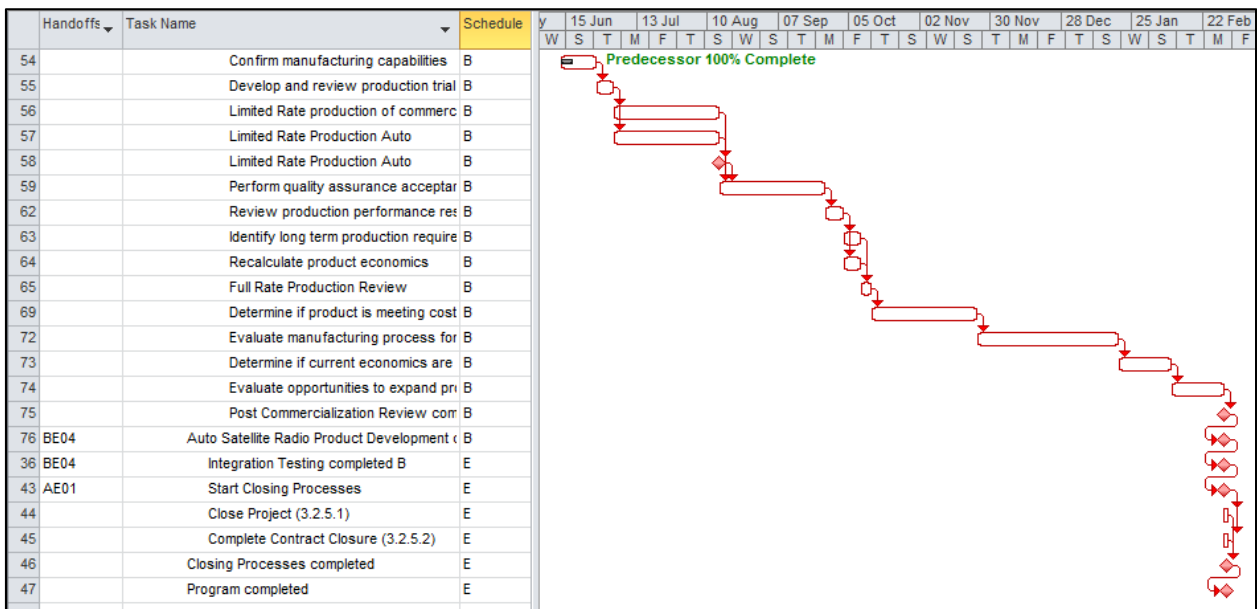 Handoffs Task Name Schedule y 15 Jun 13 Jul 10 Aug 07 Sep 05 Oct 02 Nov 30 Nov 28 Dec 25 Jan 22 Feb
W S T M F T S W S T M F T S W S T M F T S W S T M F
54 Confirm manufacturing capabilities B Predecessor 100% Complete
55 Develop and review production trial B
56 Limited Rate production of commerc B
57 Limited Rate Production Auto B
58 Limited Rate Production Auto B
59 Perform quality assurance acceptar B
62 Review production performance res B
63 Identify long term production require B
64 Recalculate product economics B
65 Full Rate Production Review B
69 Determine if product is meeting cost B
72 Evaluate manufacturing process for B
73 Determine if current economics are B
74 Evaluate opportunities to expand pr B
75 Post Commercialization Review com B
76 BE04 Auto Satellite Radio Product Development B
36 BE04 Integration Testing completed B E
43 AE01 Start Closing Processes E
44 Close Project (3.2.5.1) E
45 Complete Contract Closure (3.2.5.2) E
46 Closing Processes completed E
47 Program completed E